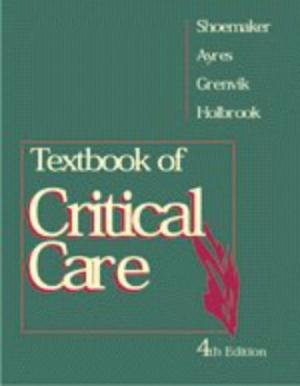 Shoemaker
Ayres
Grenvik
Holbrook
Textbook of
Critical
Care
4th Edition